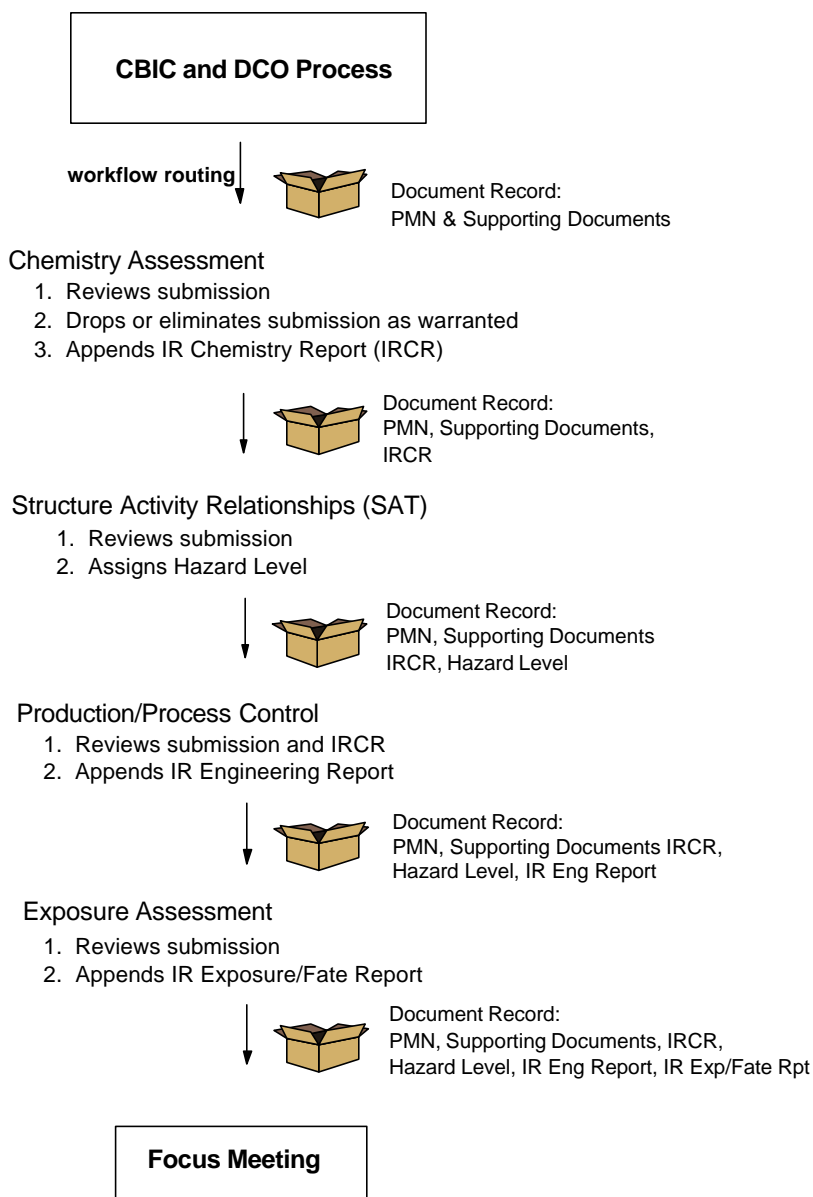 CBIC and DCO Process
workflow routing
Document Record:
PMN & Supporting Documents
Chemistry Assessment
1. Reviews submission
2. Drops or eliminates submission as warranted
3. Appends IR Chemistry Report (IRCR)
Document Record:
PMN, Supporting Documents,
IRCR
Structure Activity Relationships (SAT)
1. Reviews submission
2. Assigns Hazard Level
Document Record:
PMN, Supporting Documents
IRCR, Hazard Level
Production/Process Control
1. Reviews submission and IRCR
2. Appends IR Engineering Report
Document Record:
PMN, Supporting Documents IRCR,
Hazard Level, IR Eng Report
Exposure Assessment
1. Reviews submission
2. Appends IR Exposure/Fate Report
Document Record:
PMN, Supporting Documents, IRCR,
Hazard Level, IR Eng Report, IR Exp/Fate Rpt
Focus Meeting